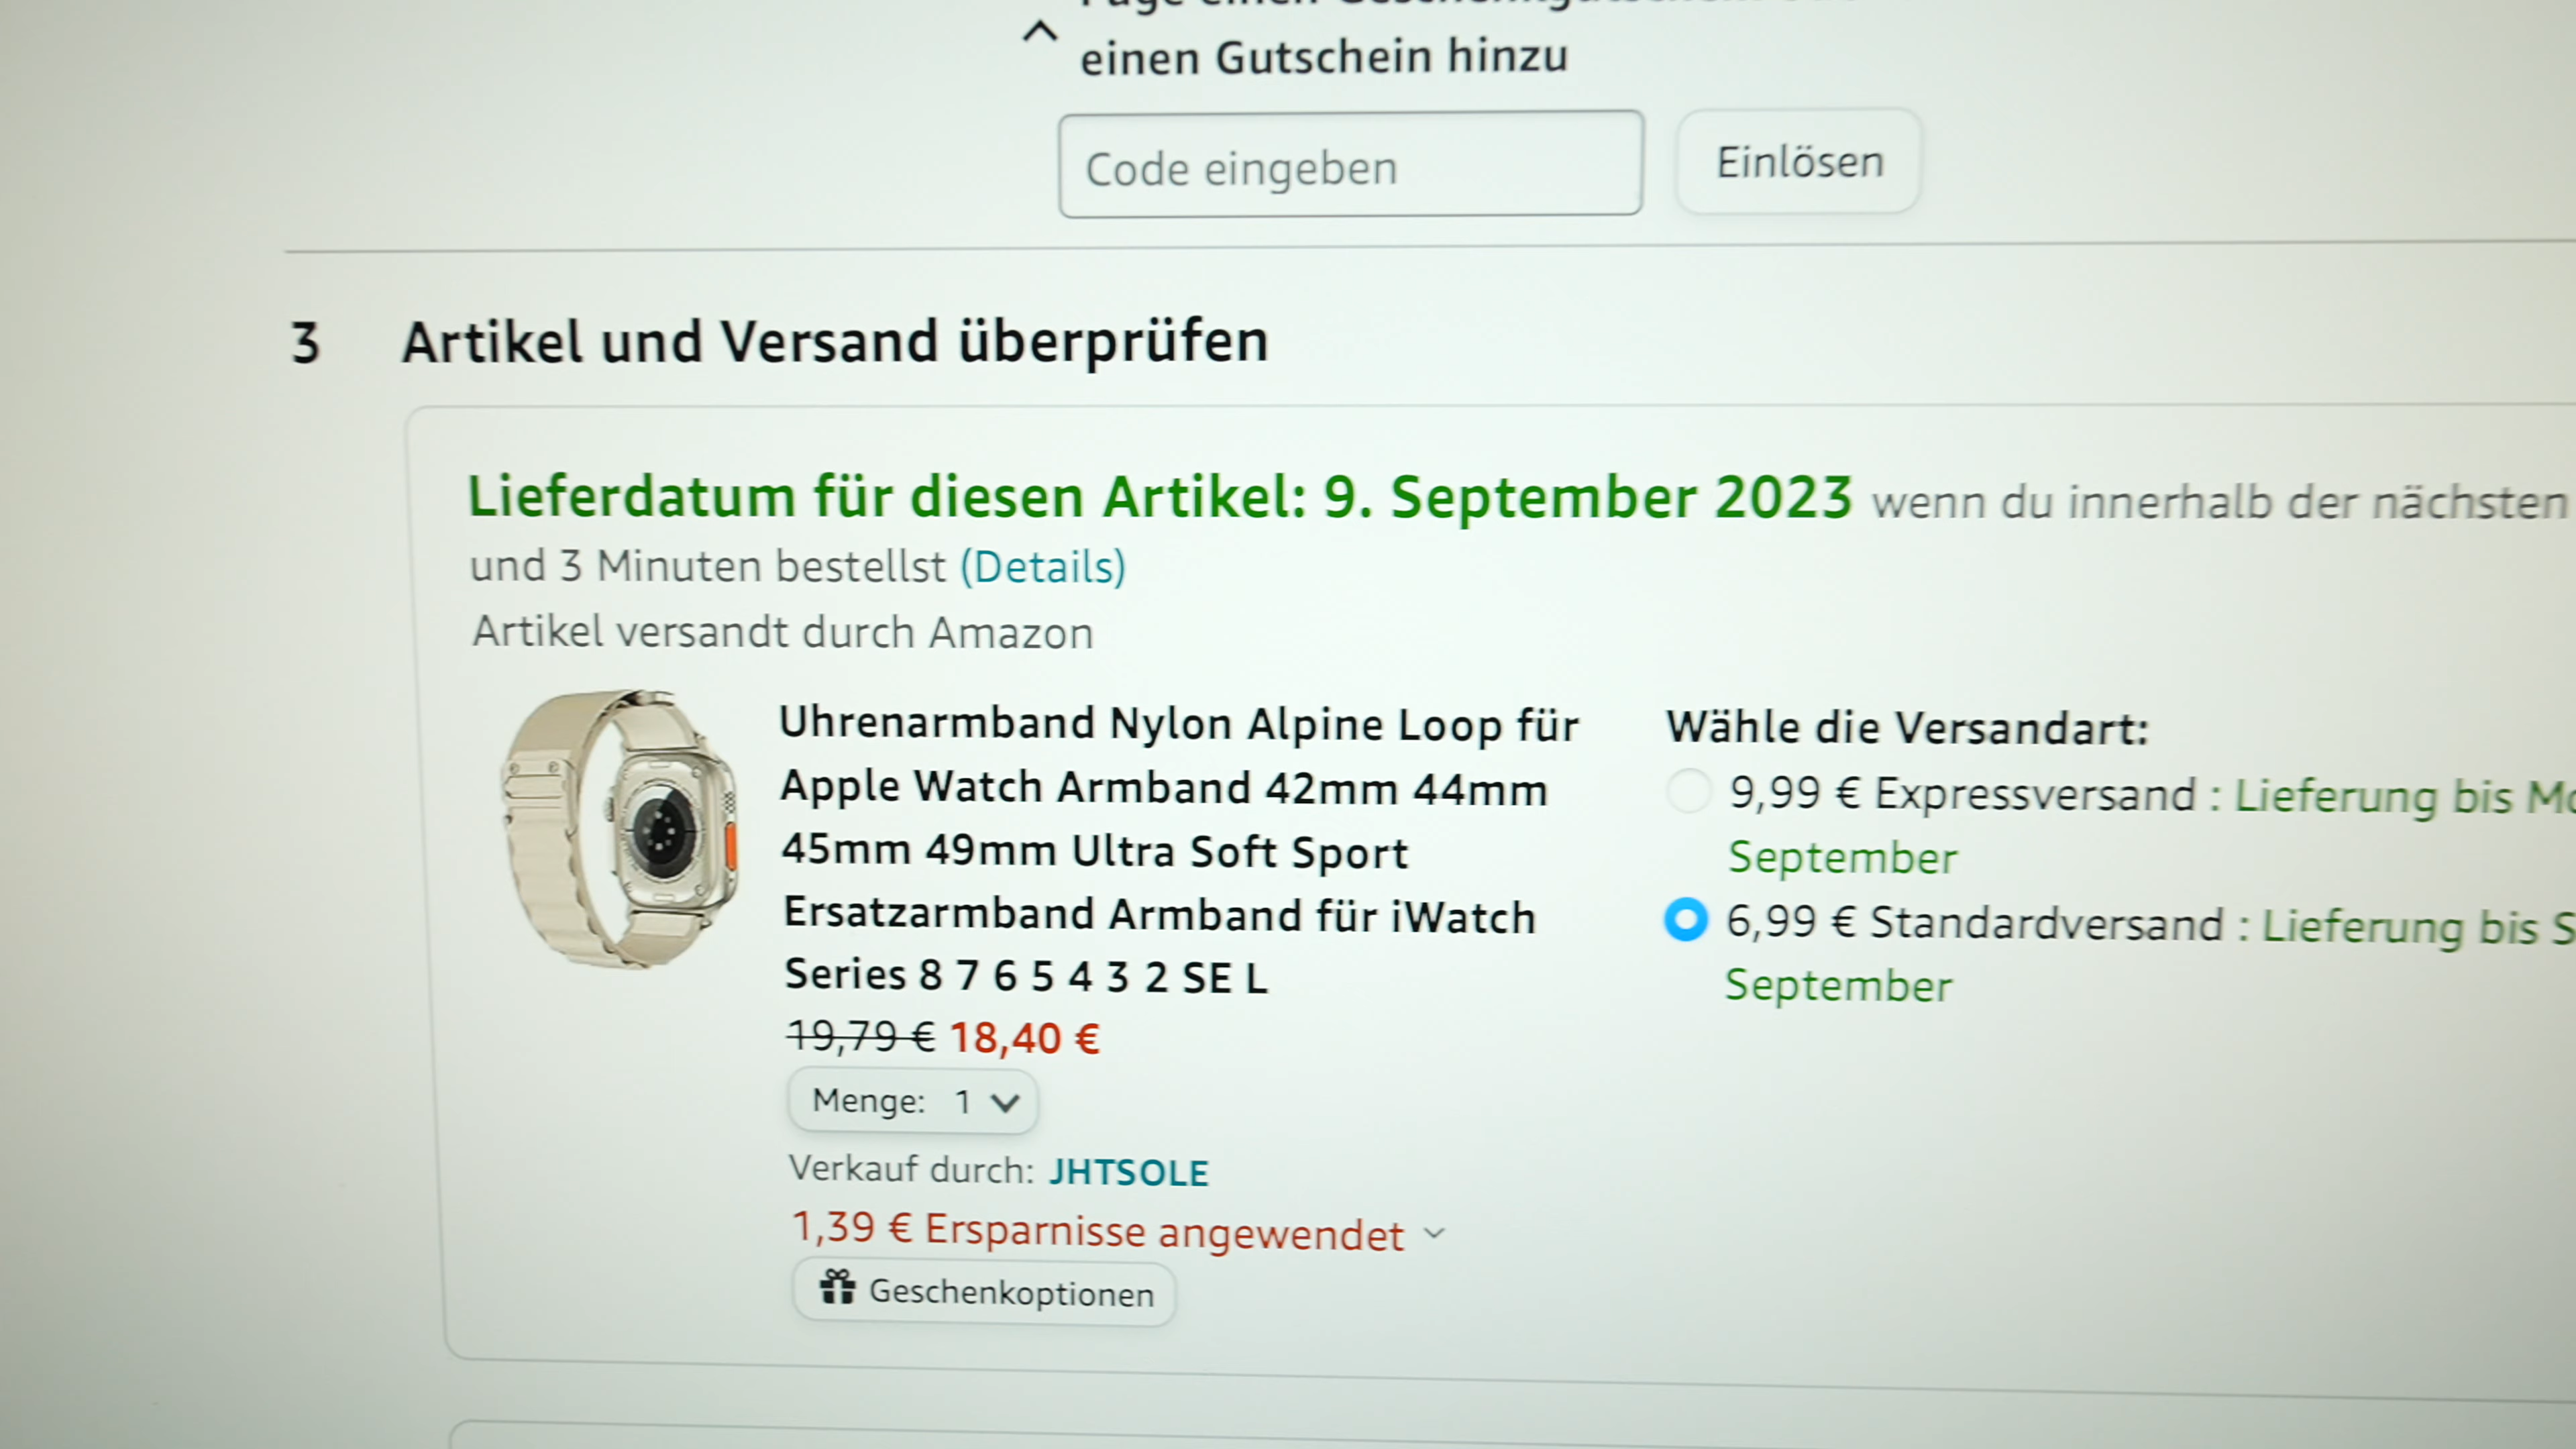 einen Gutschein hinzu
Code eingeben
Einlösen
3 Artikel und Versand überprüfen
Lieferdatum für diesen Artikel: 9. September 2023 wenn du innerhalb der nächsten
und 3 Minuten bestellst (Details)
Artikel versandt durch Amazon
Uhrenarmband Nylon Alpine Loop für
Apple Watch Armband 42mm 44mm
45mm 49mm Ultra Soft Sport
Ersatzarmband Armband für iWatch
Series 8 7 6 5 4 3 2 SE L
19,79 € 18,40 €
Menge: 1
Verkauf durch: JHTSOLE
1,39 € Ersparnisse angewendet
Geschenkoptionen
Wähle die Versandart:
9,99 € Expressversand : Lieferung bis
September
6,99 € Standardversand : Lieferung bis
September